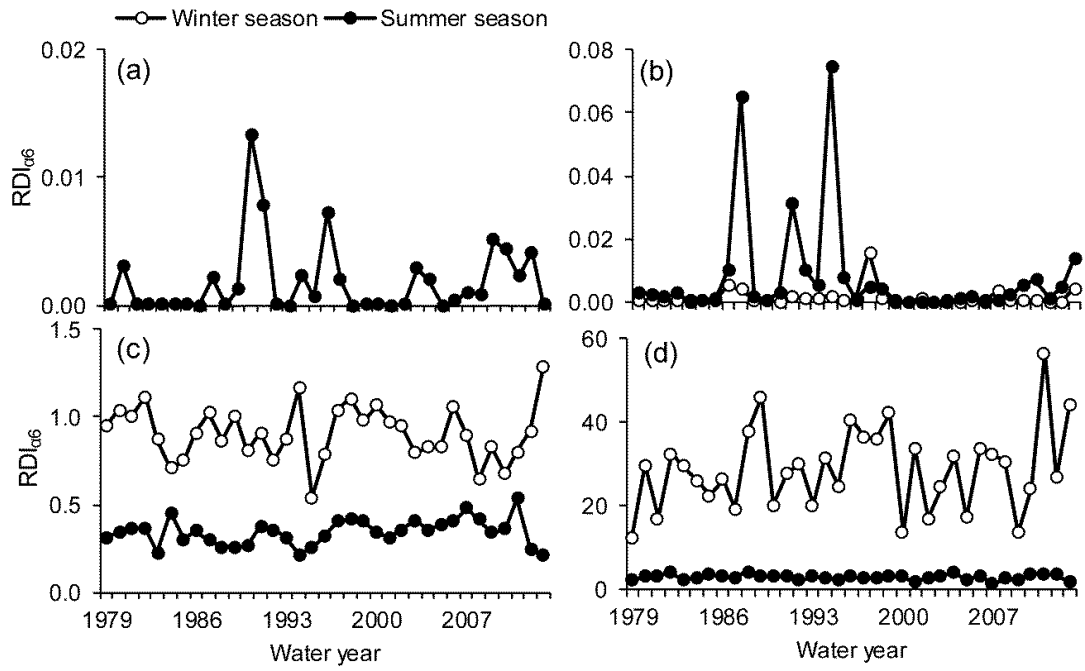 Winter season Summer season
(a)
0.02
0.01
0.00
RDIα6
(b)
0.08
0.06
0.04
0.02
0.00
(c)
1.5
1.0
0.5
0.0
RDIα6
1979 1986 1993 2000 2007
Water year
(d)
60
40
20
0
1979 1986 1993 2000 2007
Water year